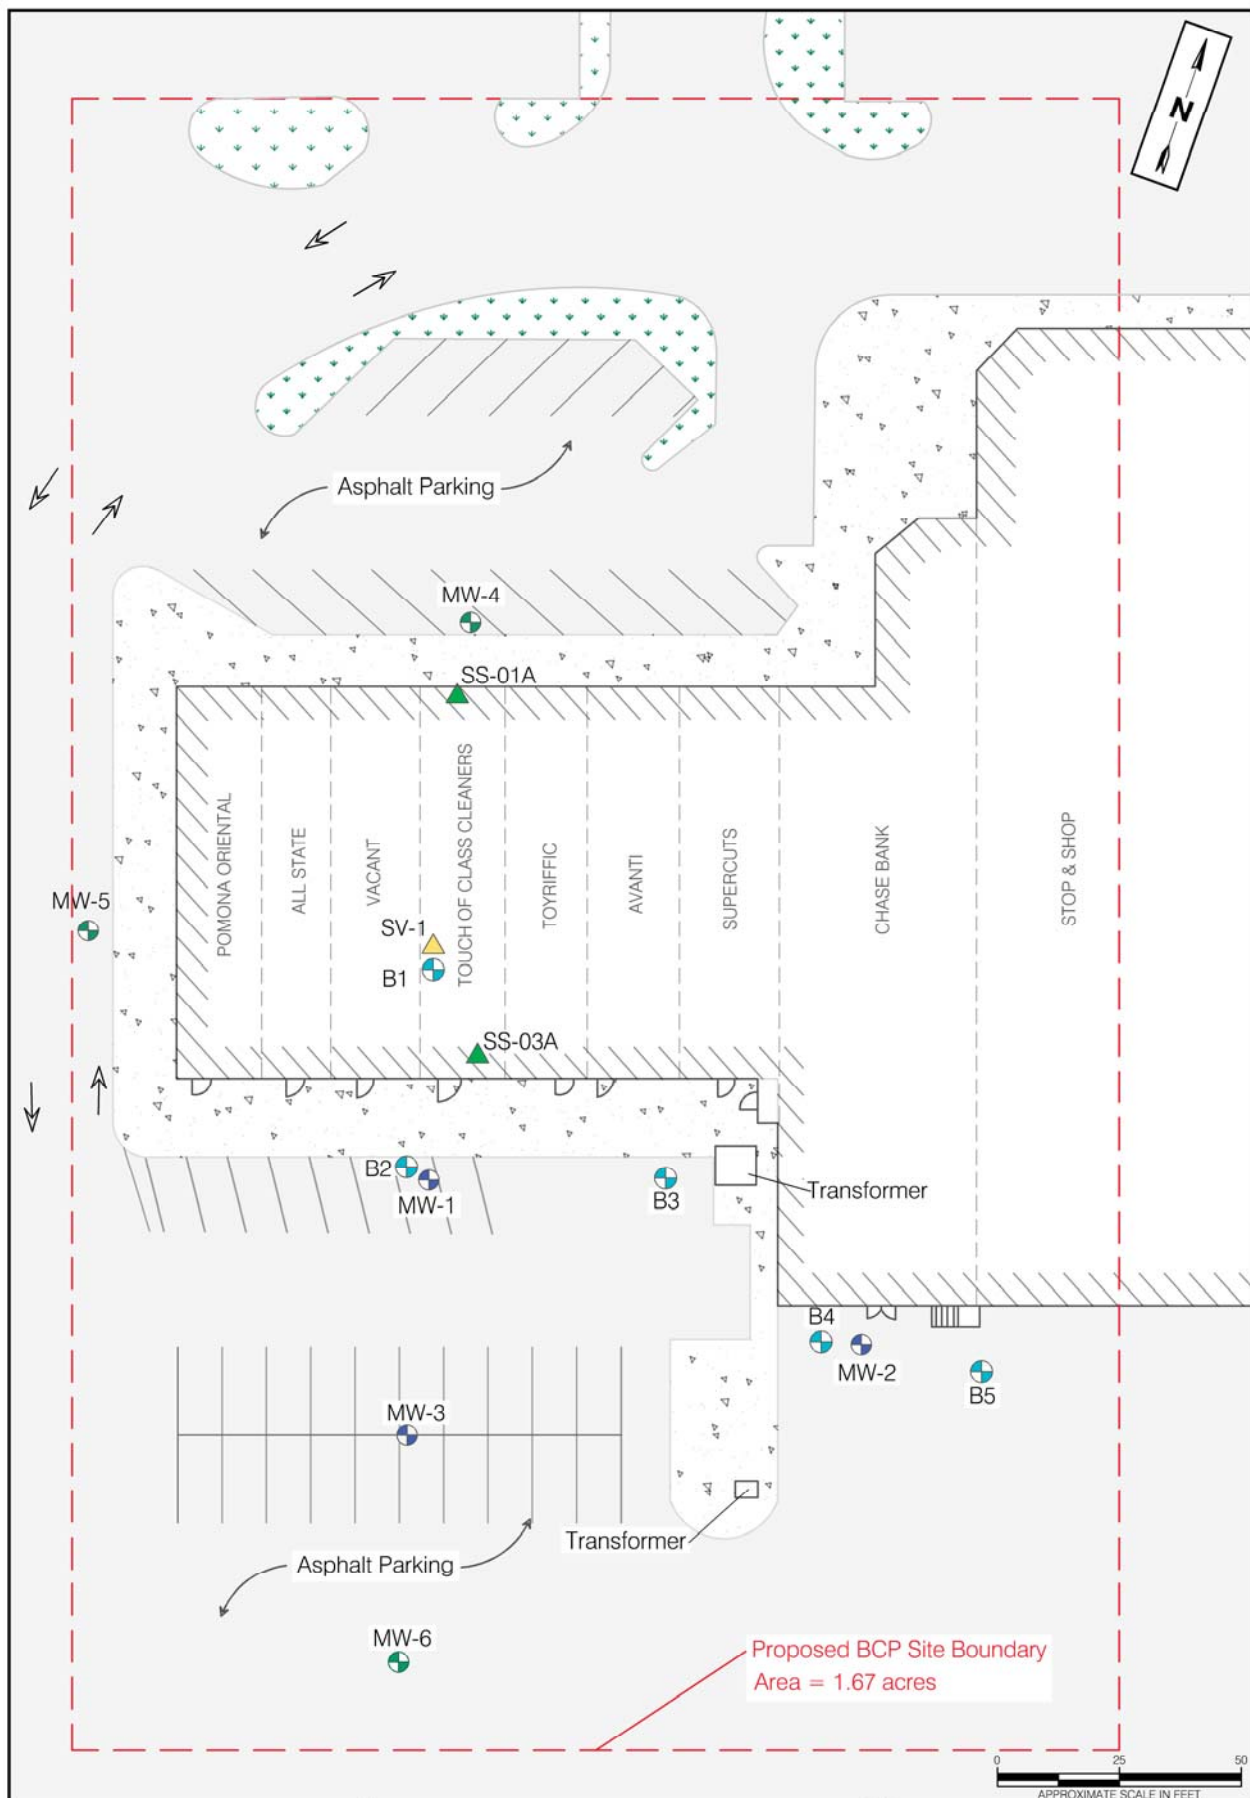 N
Asphalt Parking
MW-4
SS-01A
POMONA ORIENTAL
ALL STATE
VACANT
TOUCH OF CLASS CLEANERS
TOYRIFFIC
AVANTI
SUPERCUTS
CHASE BANK
STOP & SHOP
MW-5
SV-1
B1
SS-03A
B2
MW-1
B3
Transformer
B4
MW-2
B5
MW-3
Transformer
Asphalt Parking
MW-6
Proposed BCP Site Boundary
Area = 1.67 acres
0 25 50
APPROXIMATE SCALE IN FEET